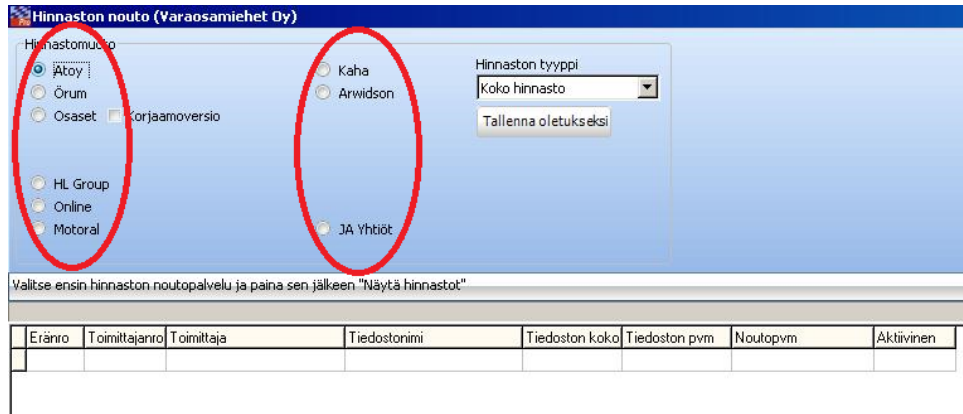 Hinnaston nouto (Varaosamiehet Oy)
Hinnastomuoto
Atoy
Örum
Osaset Korjaamoversio
HL Group
Online
Motoral
Kaha
Arwidson
JA Yhtiöt
Hinnaston tyyppi
Koko hinnasto
Tallenna oletukseksi
Valitse ensin hinnaston noutopalvelu ja paina sen jälkeen "Näytä hinnastot"
Eränro Toimittajanro Toimittaja Tiedostonimi Tiedoston koko Tiedoston pvm Noutopvm Aktiivinen